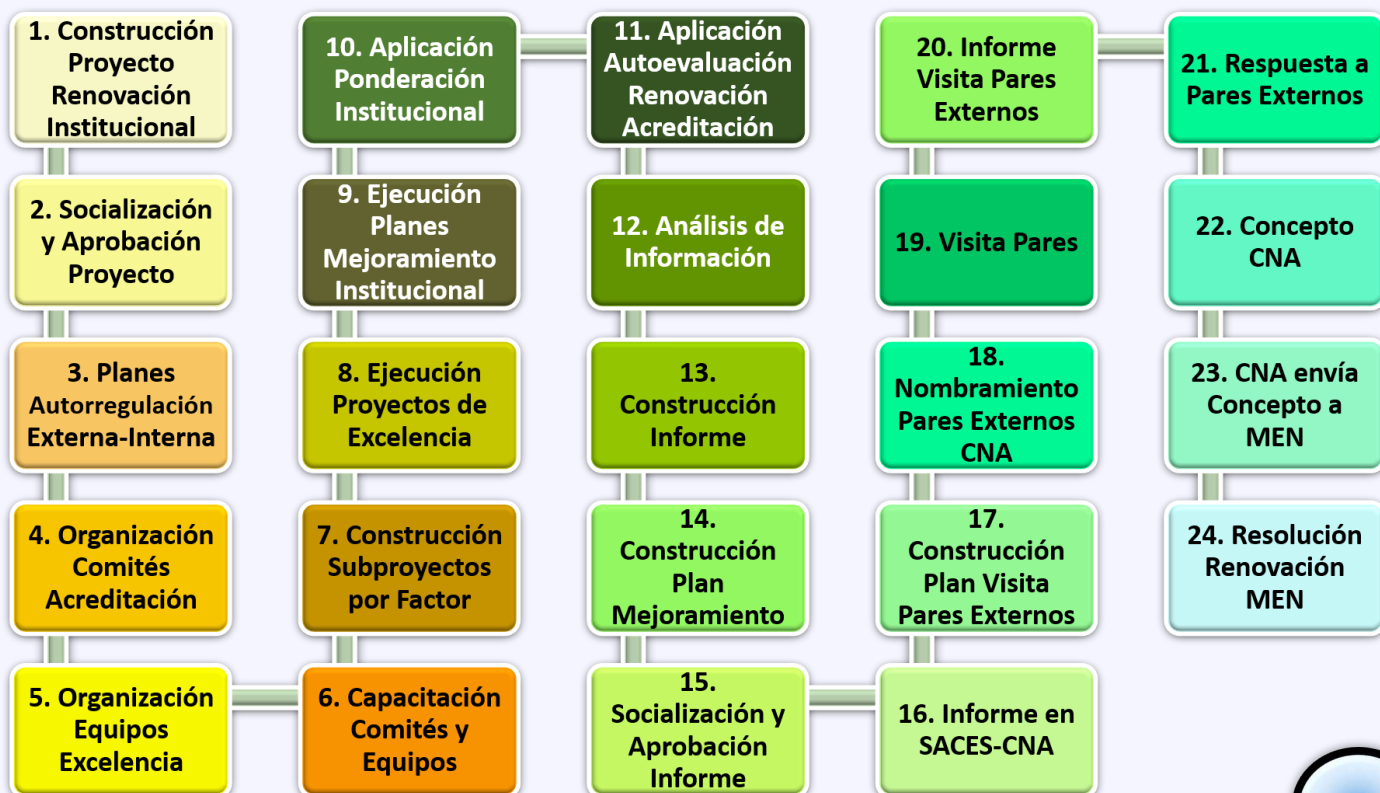 1. Construcción
Proyecto
Renovación
Institucional
2. Socialización
y Aprobación
Proyecto
3. Planes
Autorregulación
Externa-Interna
4. Organización
Comités
Acreditación
5. Organización
Equipos
Excelencia
6. Capacitación
Comités y
Equipos
7. Construcción
Subproyectos
por Factor
8. Ejecución
Proyectos de
Excelencia
9. Ejecución
Planes
Mejoramiento
Institucional
10. Aplicación
Ponderación
Institucional
11. Aplicación
Autoevaluación
Renovación
Acreditación
12. Análisis de
Información
13.
Construcción
Informe
14.
Construcción
Plan
Mejoramiento
15.
Socialización y
Aprobación
Informe
16. Informe en
SACES-CNA
17.
Construcción
Plan Visita
Pares Externos
18.
Nombramiento
Pares Externos
CNA
19. Visita Pares
20. Informe
Visita Pares
Externos
21. Respuesta a
Pares Externos
22. Concepto
CNA
23. CNA envía
Concepto a
MEN
24. Resolución
Renovación
MEN